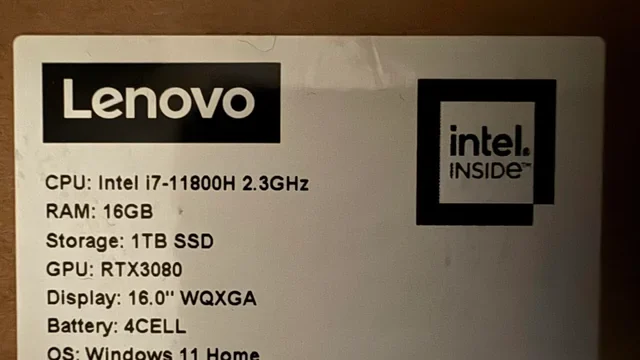 Lenovo
intel.
INSIDe™
CPU: Intel i7-11800H 2.3GHz
RAM: 16GB
Storage: 1TB SSD
GPU: RTX3080
Display: 16.0" WQXGA
Battery: 4CELL
OS: Windows 11 Home